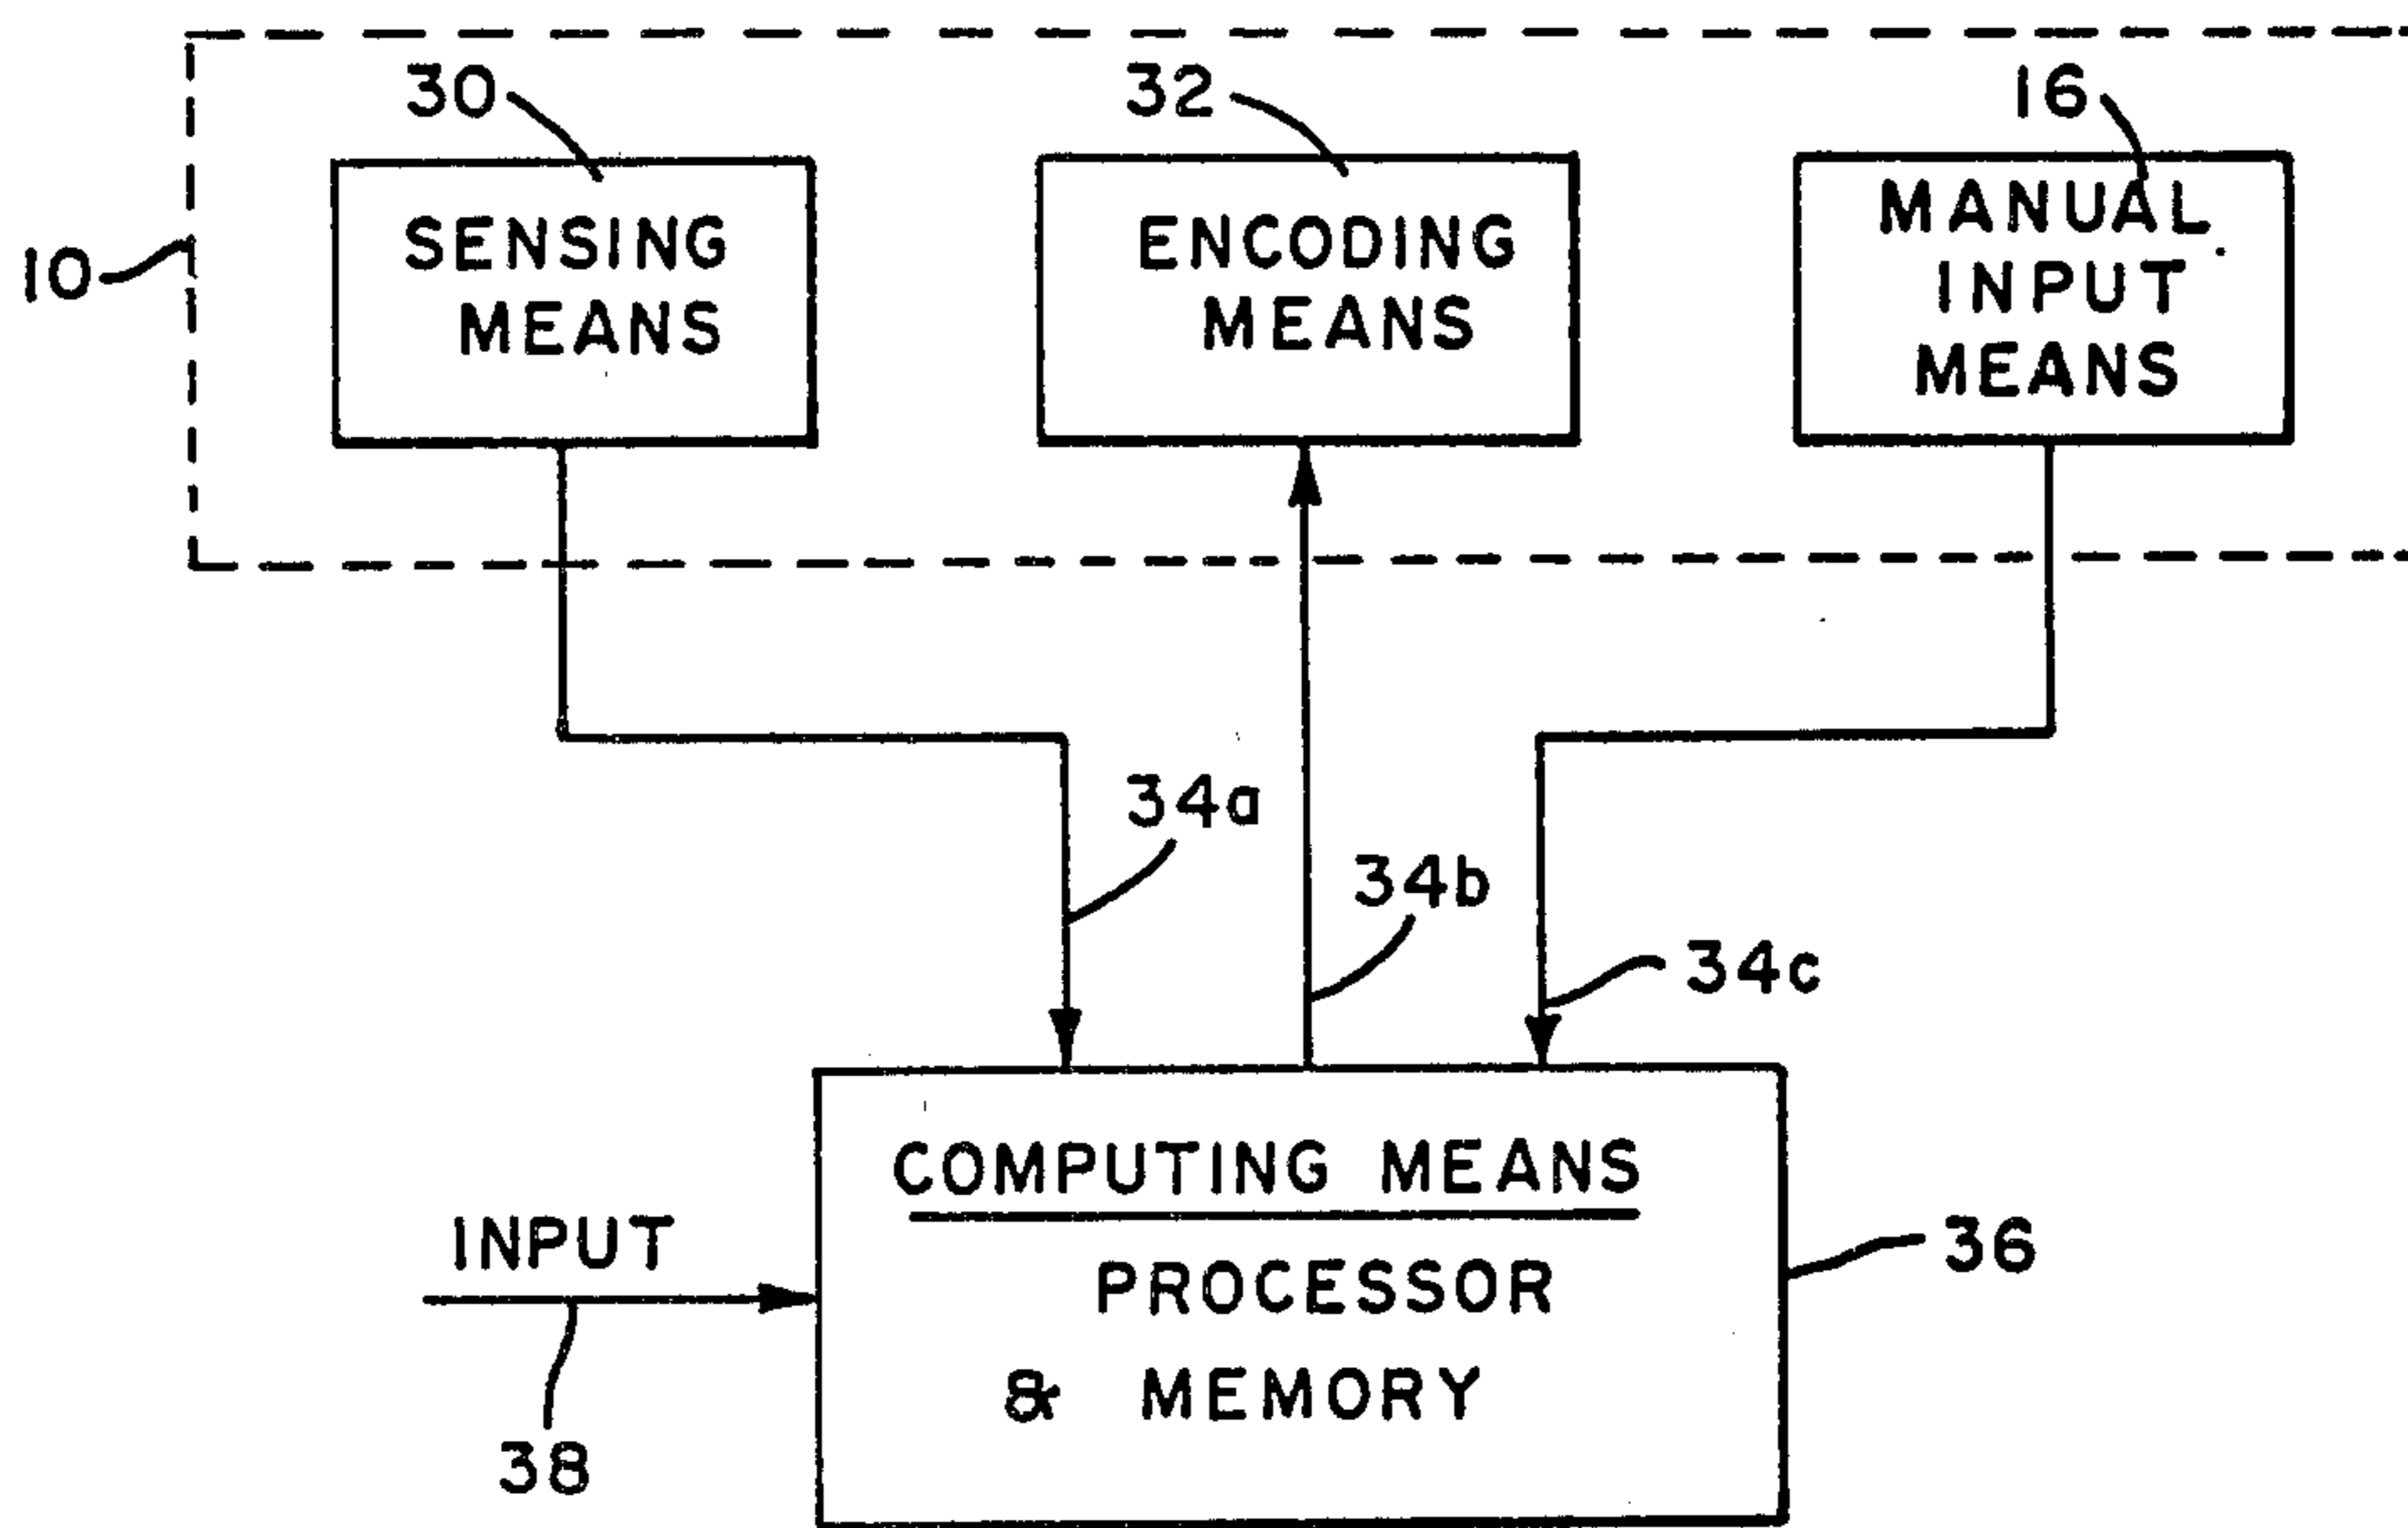 30
32
16
10
SENSING
MEANS
ENCODING
MEANS
MANUAL
INPUT
MEANS
34a
34b
34c
COMPUTING MEANS
PROCESSOR
& MEMORY
INPUT
36
38